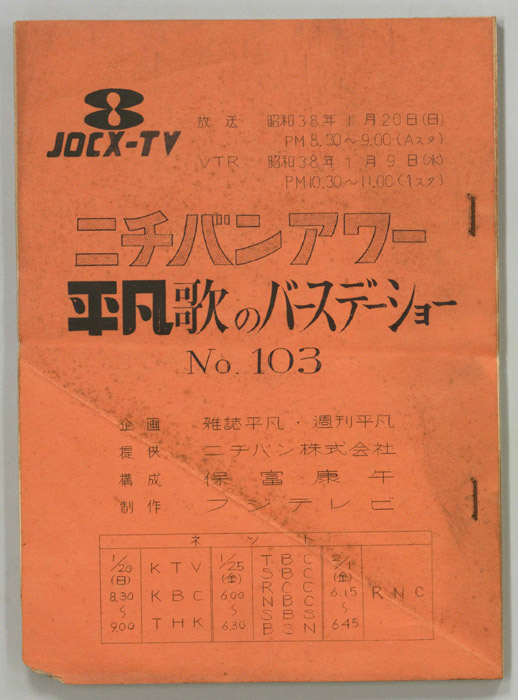 8
JOCX-TV
放送 昭和38年1月20日(日)
PM8.30～9.00(Aスタ)
VTR 昭和38年1月9日(水)
PM10.30～11.00(1スタ)
ニチバンアワー
平凡歌のバースデーショー
No. 103
企画 雑誌平凡・週刊平凡
提供 ニチバン株式会社
構成 保富康午
制作 フジテレビ
ネット
1/20(日) 8.30～9.00
KTV
KBC
THK
1/25(金) 6.00～6.30
TBC
SBC
RCC
NBC
SBS
BSN
2/1(金) 6.15～6.45
RNC